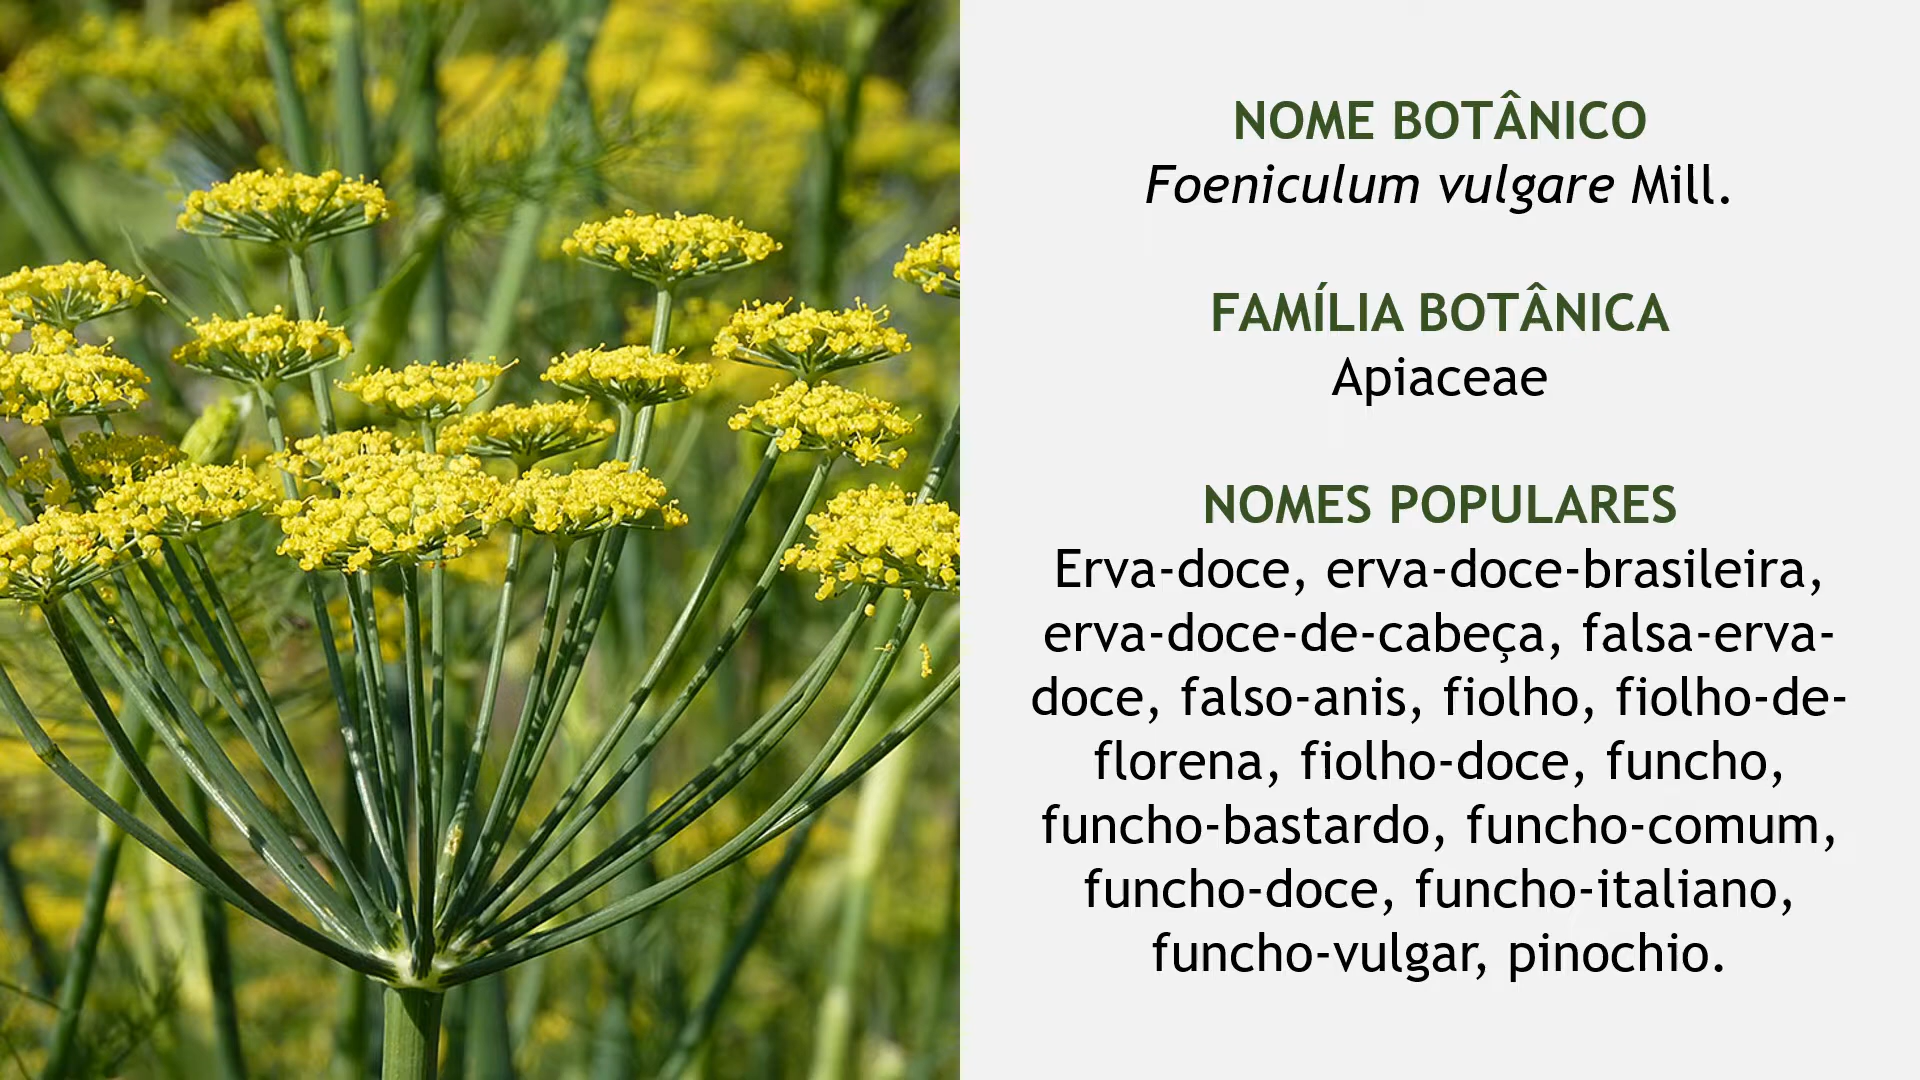 NOME BOTÂNICO
Foeniculum vulgare Mill.
FAMÍLIA BOTÂNICA
Apiaceae
NOMES POPULARES
Erva-doce, erva-doce-brasileira,
erva-doce-de-cabeça, falsa-erva-
doce, falso-anis, fiolho, fiolho-de-
florena, fiolho-doce, funcho,
funcho-bastardo, funcho-comum,
funcho-doce, funcho-italiano,
funcho-vulgar, pinochio.